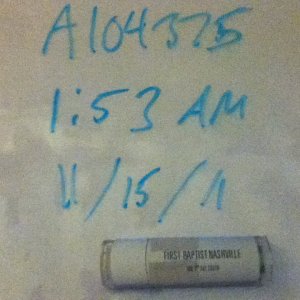 A104375
1:53 AM
11/15/11
FIRST BAPTIST NASHVILLE